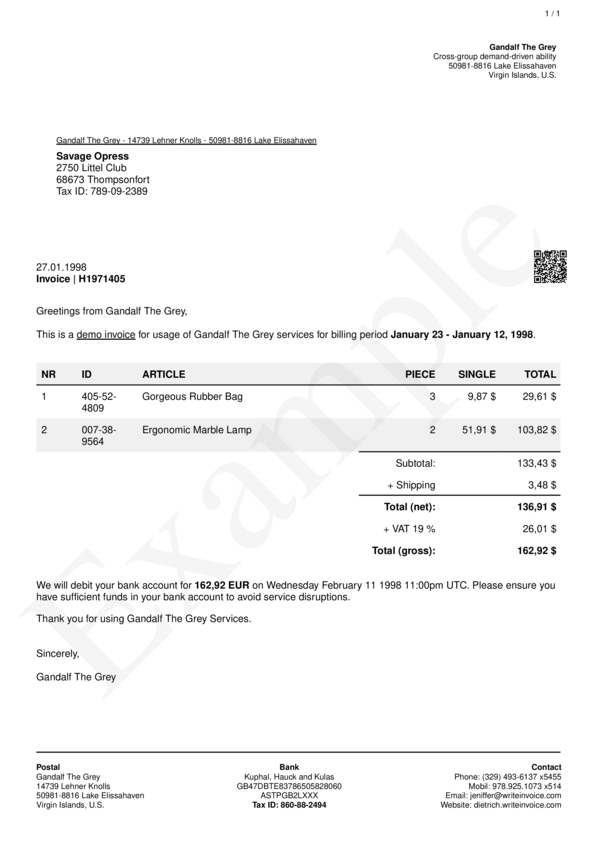 1 / 1
Gandalf The Grey
Cross-group demand-driven ability
50981-8816 Lake Elissahaven
Virgin Islands, U.S.
Gandalf The Grey - 14739 Lehner Knolls - 50981-8816 Lake Elissahaven
Savage Opress
2750 Littel Club
68673 Thompsonfort
Tax ID: 789-09-2389
27.01.1998
Invoice | H1971405
Greetings from Gandalf The Grey,
This is a demo invoice for usage of Gandalf The Grey services for billing period January 23 - January 12, 1998.
NR ID ARTICLE PIECE SINGLE TOTAL
1 405-52- Gorgeous Rubber Bag 3 9,87 $ 29,61 $
4809
2 007-38- Ergonomic Marble Lamp 2 51,91 $ 103,82 $
9564
Subtotal: 133,43 $
+ Shipping 3,48 $
Total (net): 136,91 $
+ VAT 19 % 26,01 $
Total (gross): 162,92 $
We will debit your bank account for 162,92 EUR on Wednesday February 11 1998 11:00pm UTC. Please ensure you
have sufficient funds in your bank account to avoid service disruptions.
Thank you for using Gandalf The Grey Services.
Sincerely,
Gandalf The Grey
Example
Postal
Gandalf The Grey
14739 Lehner Knolls
50981-8816 Lake Elissahaven
Virgin Islands, U.S.
Bank
Kuphal, Hauck and Kulas
GB47DBTE83786505828060
ASTPGB2LXXX
Tax ID: 860-88-2494
Contact
Phone: (329) 493-6137 x5455
Mobil: 978.925.1073 x514
Email: jeniffer@writeinvoice.com
Website: dietrich.writeinvoice.com